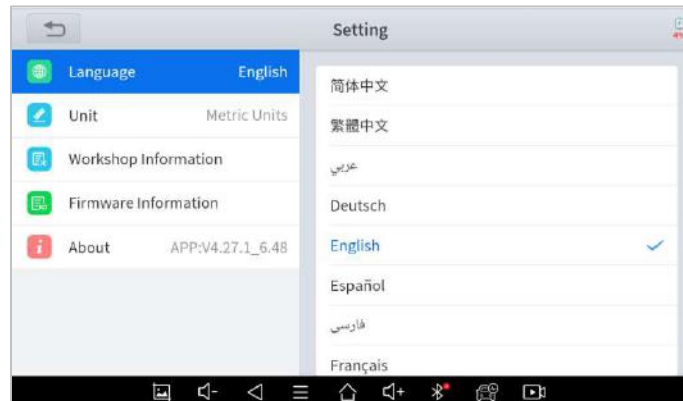 Setting
Language English
Unit Metric Units
Workshop Information
Firmware Information
About APP:V4.27.1_6.48
简体中文
繁體中文
عربي
Deutsch
English
Español
فارسی
Français